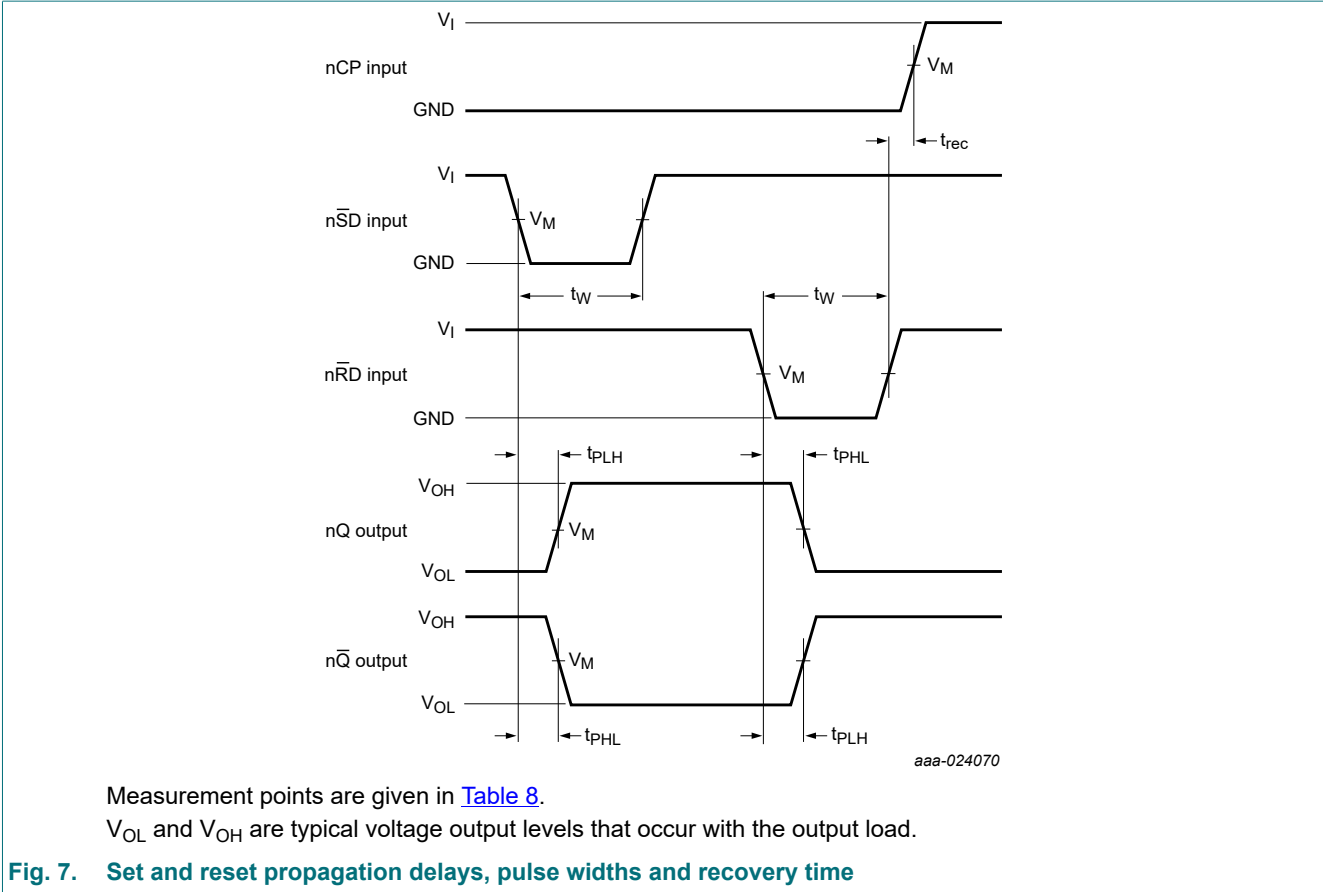 VI
nCP input
VM
GND
trec
VI
nS̅D input
VM
GND
tW
tW
VI
nR̅D input
VM
GND
tPLH
tPHL
VOH
nQ output
VM
VOL
VOH
nQ̅ output
VM
VOL
tPHL
tPLH
aaa-024070
Measurement points are given in Table 8.
VOL and VOH are typical voltage output levels that occur with the output load.
Fig. 7. Set and reset propagation delays, pulse widths and recovery time